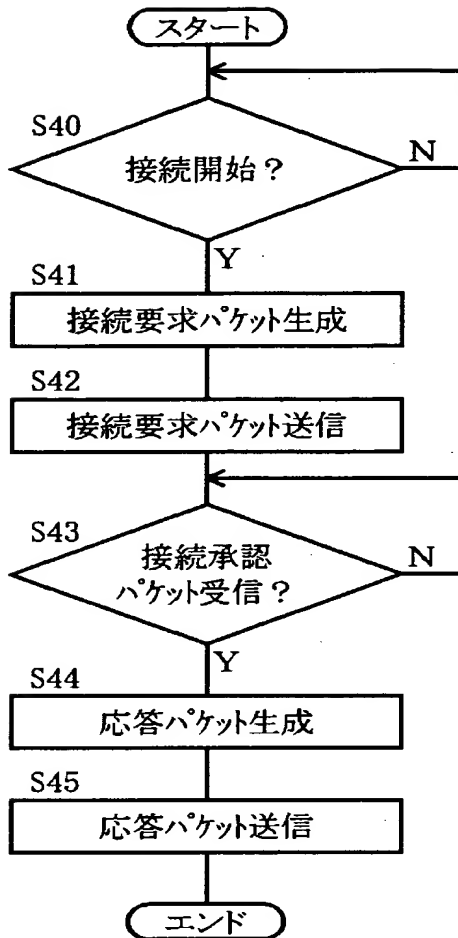 スタート
S40
接続開始?
N
Y
S41
接続要求パケット生成
S42
接続要求パケット送信
S43
接続承認
パケット受信?
N
Y
S44
応答パケット生成
S45
応答パケット送信
エンド